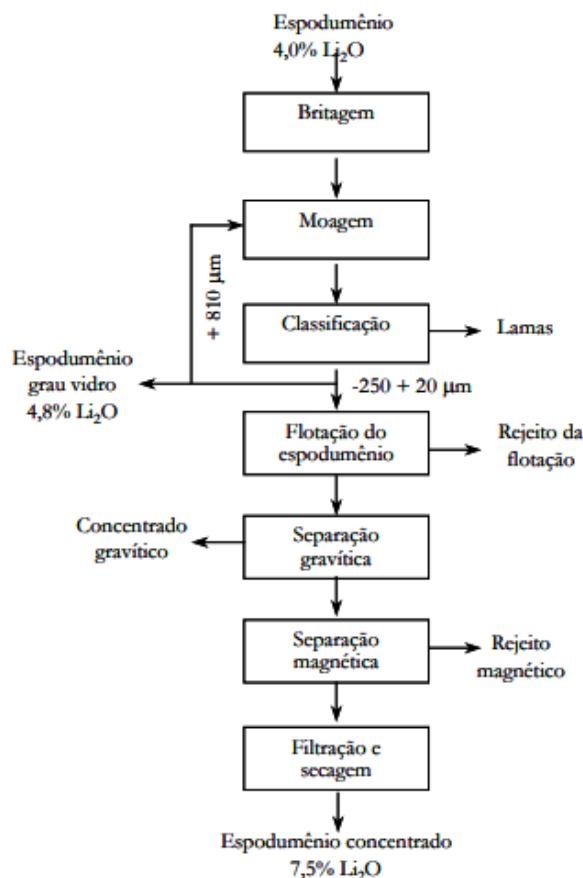 Espodumênio
4,0% Li₂O
Britagem
Moagem
+ 810 µm
Classificação
Lamas
Espodumênio
grau vidro
4,8% Li₂O
-250 + 20 µm
Flotação do
espodumênio
Rejeito da
flotação
Concentrado
gravítico
Separação
gravítica
Separação
magnética
Rejeito
magnético
Filtração e
secagem
Espodumênio concentrado
7,5% Li₂O